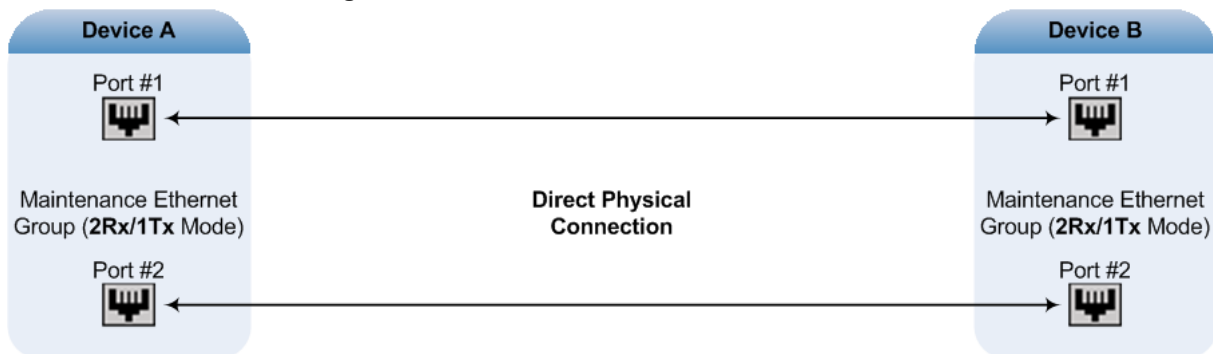 Device A
Device B
Port #1
Port #1
Maintenance Ethernet
Group (2Rx/1Tx Mode)
Direct Physical
Connection
Maintenance Ethernet
Group (2Rx/1Tx Mode)
Port #2
Port #2